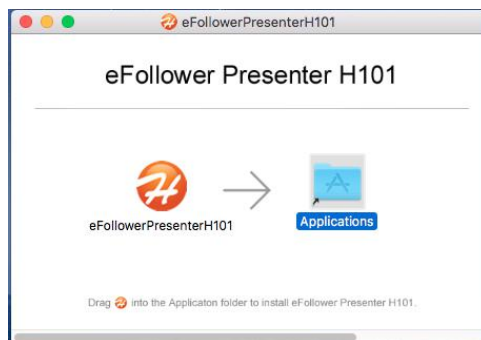 eFollowerPresenterH101
eFollower Presenter H101
eFollowerPresenterH101
Applications
Drag into the Applicaton folder to install eFollower Presenter H101.